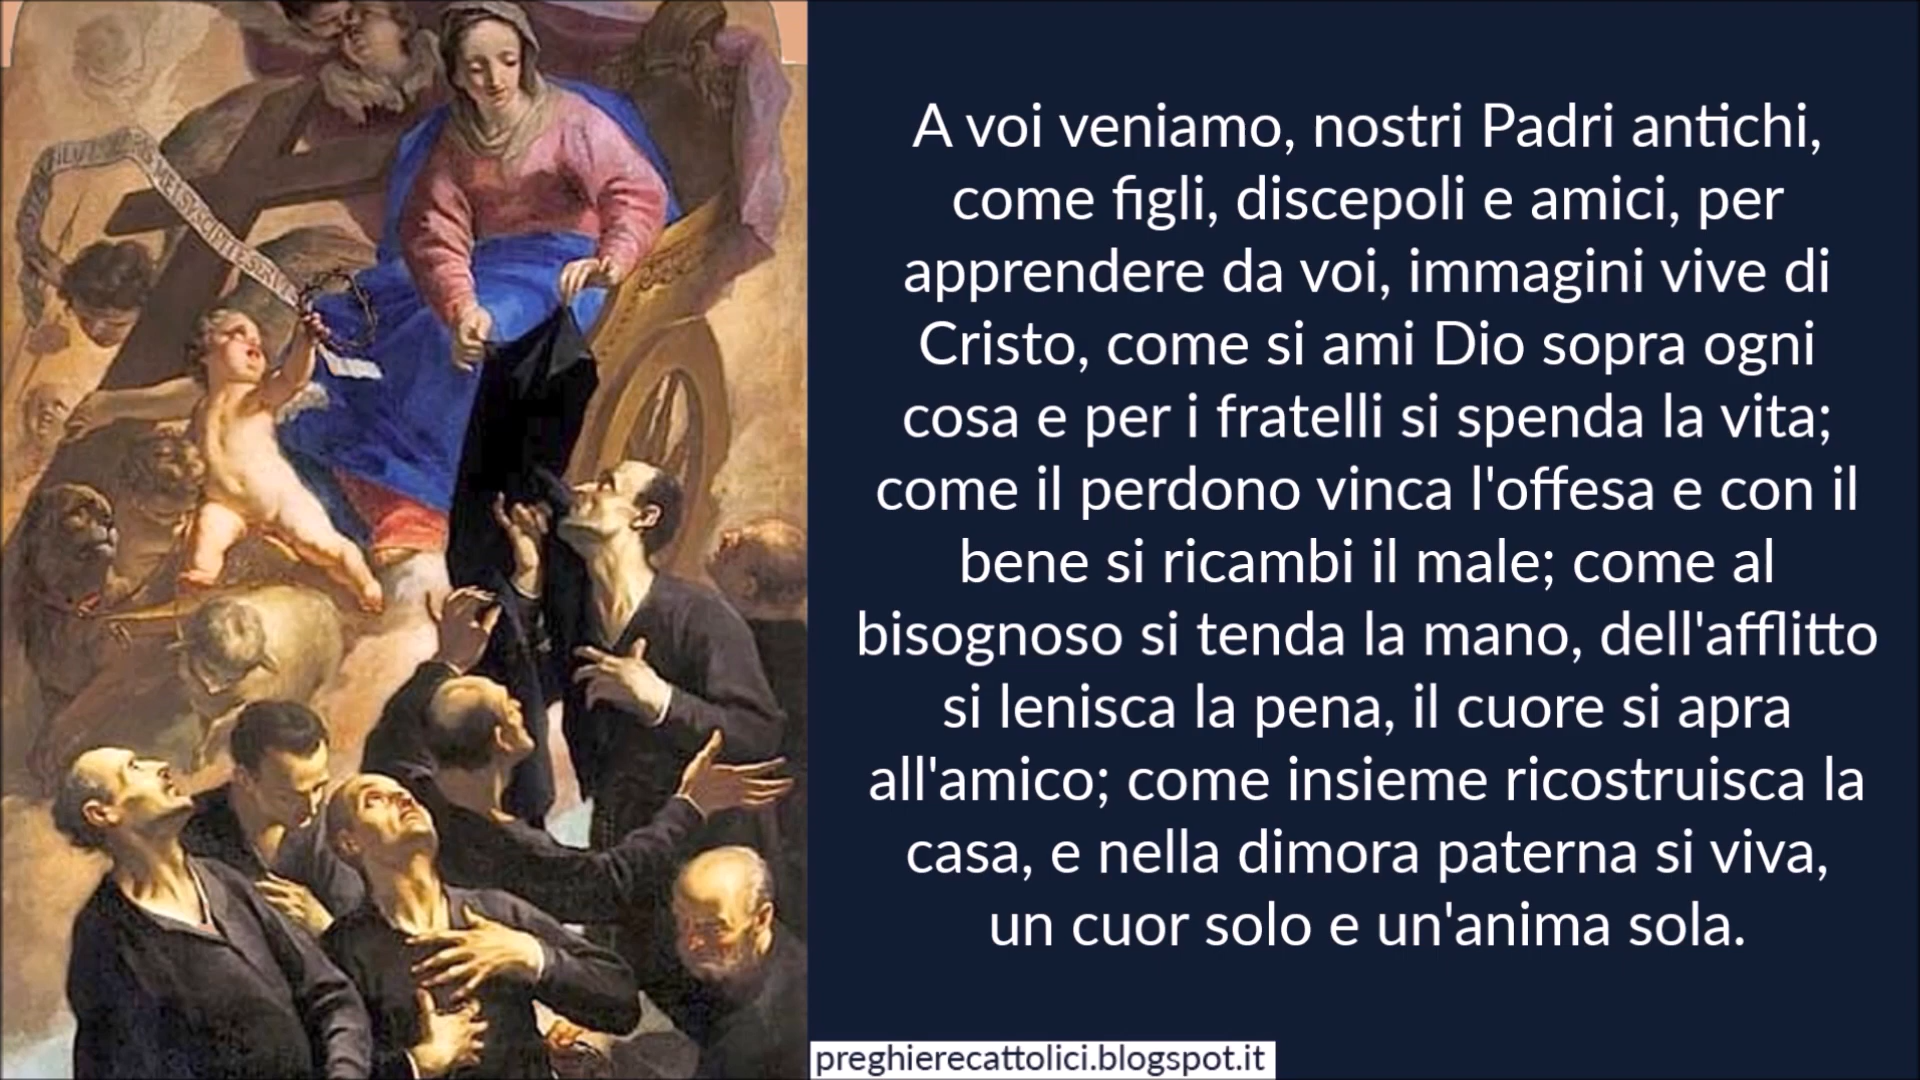 METSVSCIPITE SERVI
A voi veniamo, nostri Padri antichi,
come figli, discepoli e amici, per
apprendere da voi, immagini vive di
Cristo, come si ami Dio sopra ogni
cosa e per i fratelli si spenda la vita;
come il perdono vinca l'offesa e con il
bene si ricambi il male; come al
bisognoso si tenda la mano, dell'afflitto
si lenisca la pena, il cuore si apra
all'amico; come insieme ricostruisca la
casa, e nella dimora paterna si viva,
un cuor solo e un'anima sola.
preghierecattolici.blogspot.it